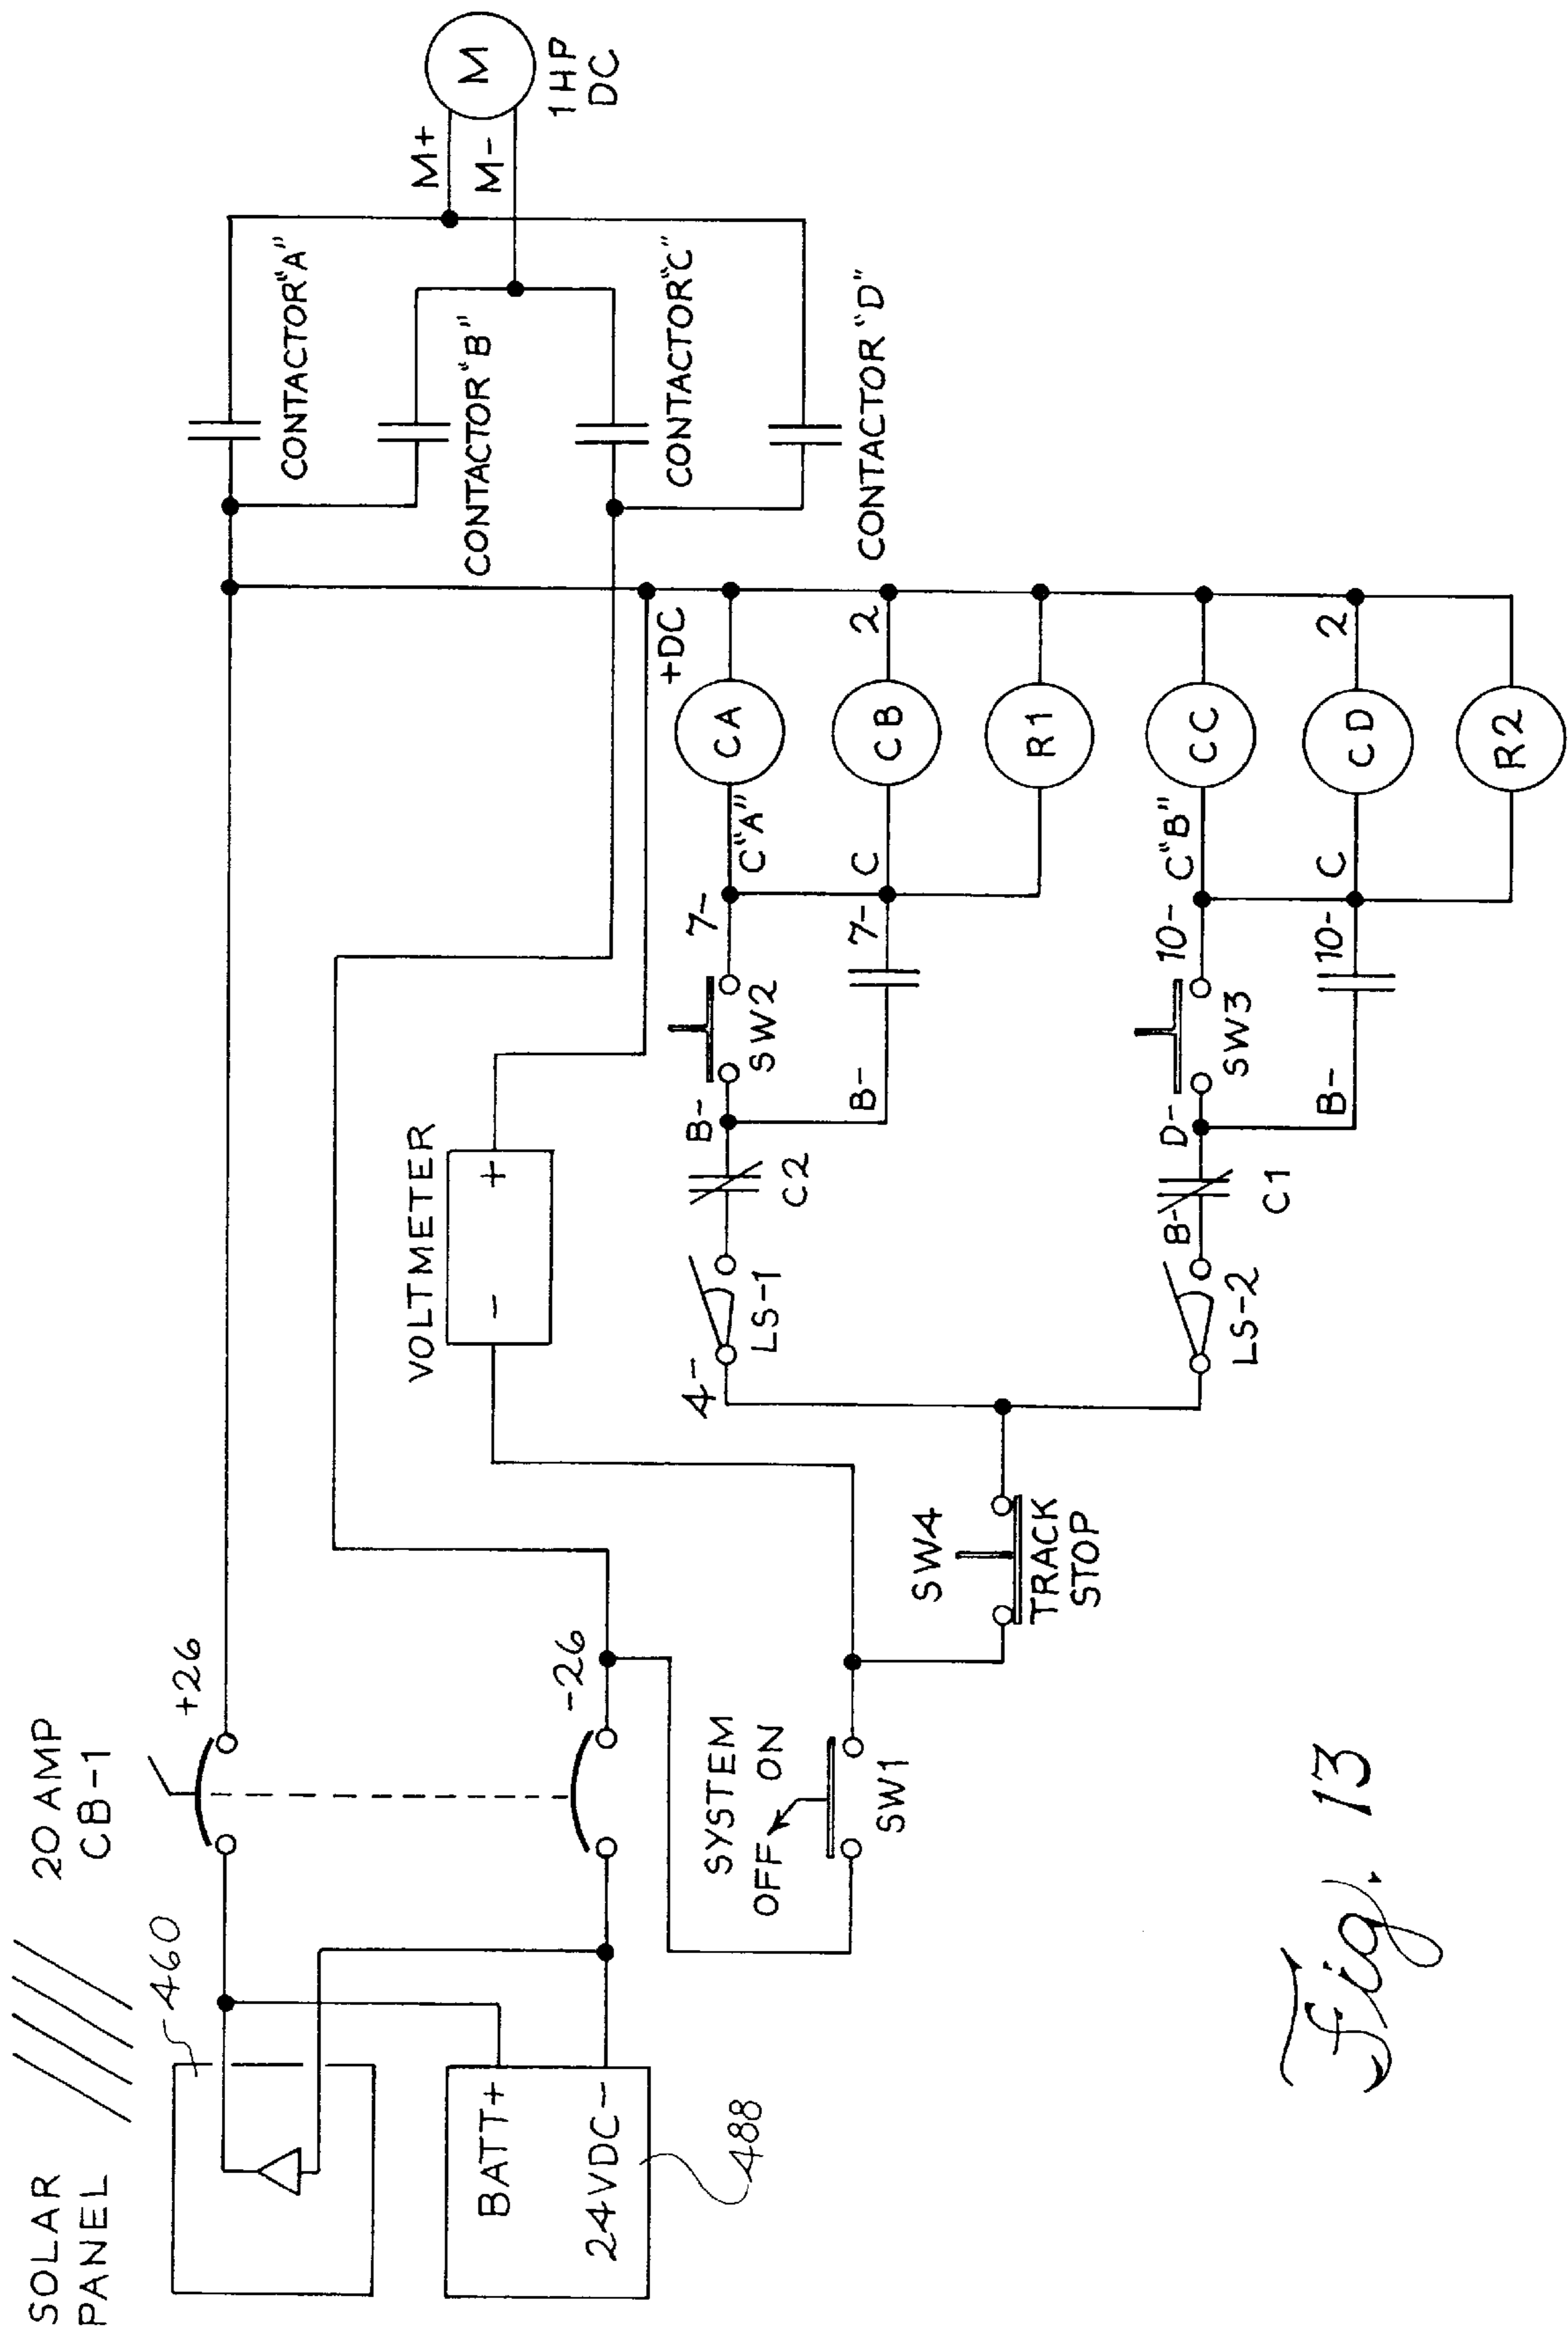 SOLAR
PANEL
20 AMP
CB-1
460
+26
-26
BATT+
24VDC-
488
SYSTEM
OFF
ON
SW1
VOLTMETER
-
+
SW4
TRACK
STOP
4-
LS-1
C2
B-
SW2
7-
C"A"
CA
+DC
B-
7-
C
CB
2
R1
LS-2
B-
C1
D-
SW3
10-
C"B"
CC
B-
10-
C
CD
2
R2
CONTACTOR "A"
CONTACTOR "B"
CONTACTOR "C"
CONTACTOR "D"
M+
M-
M
1 HP
DC
Fig. 13